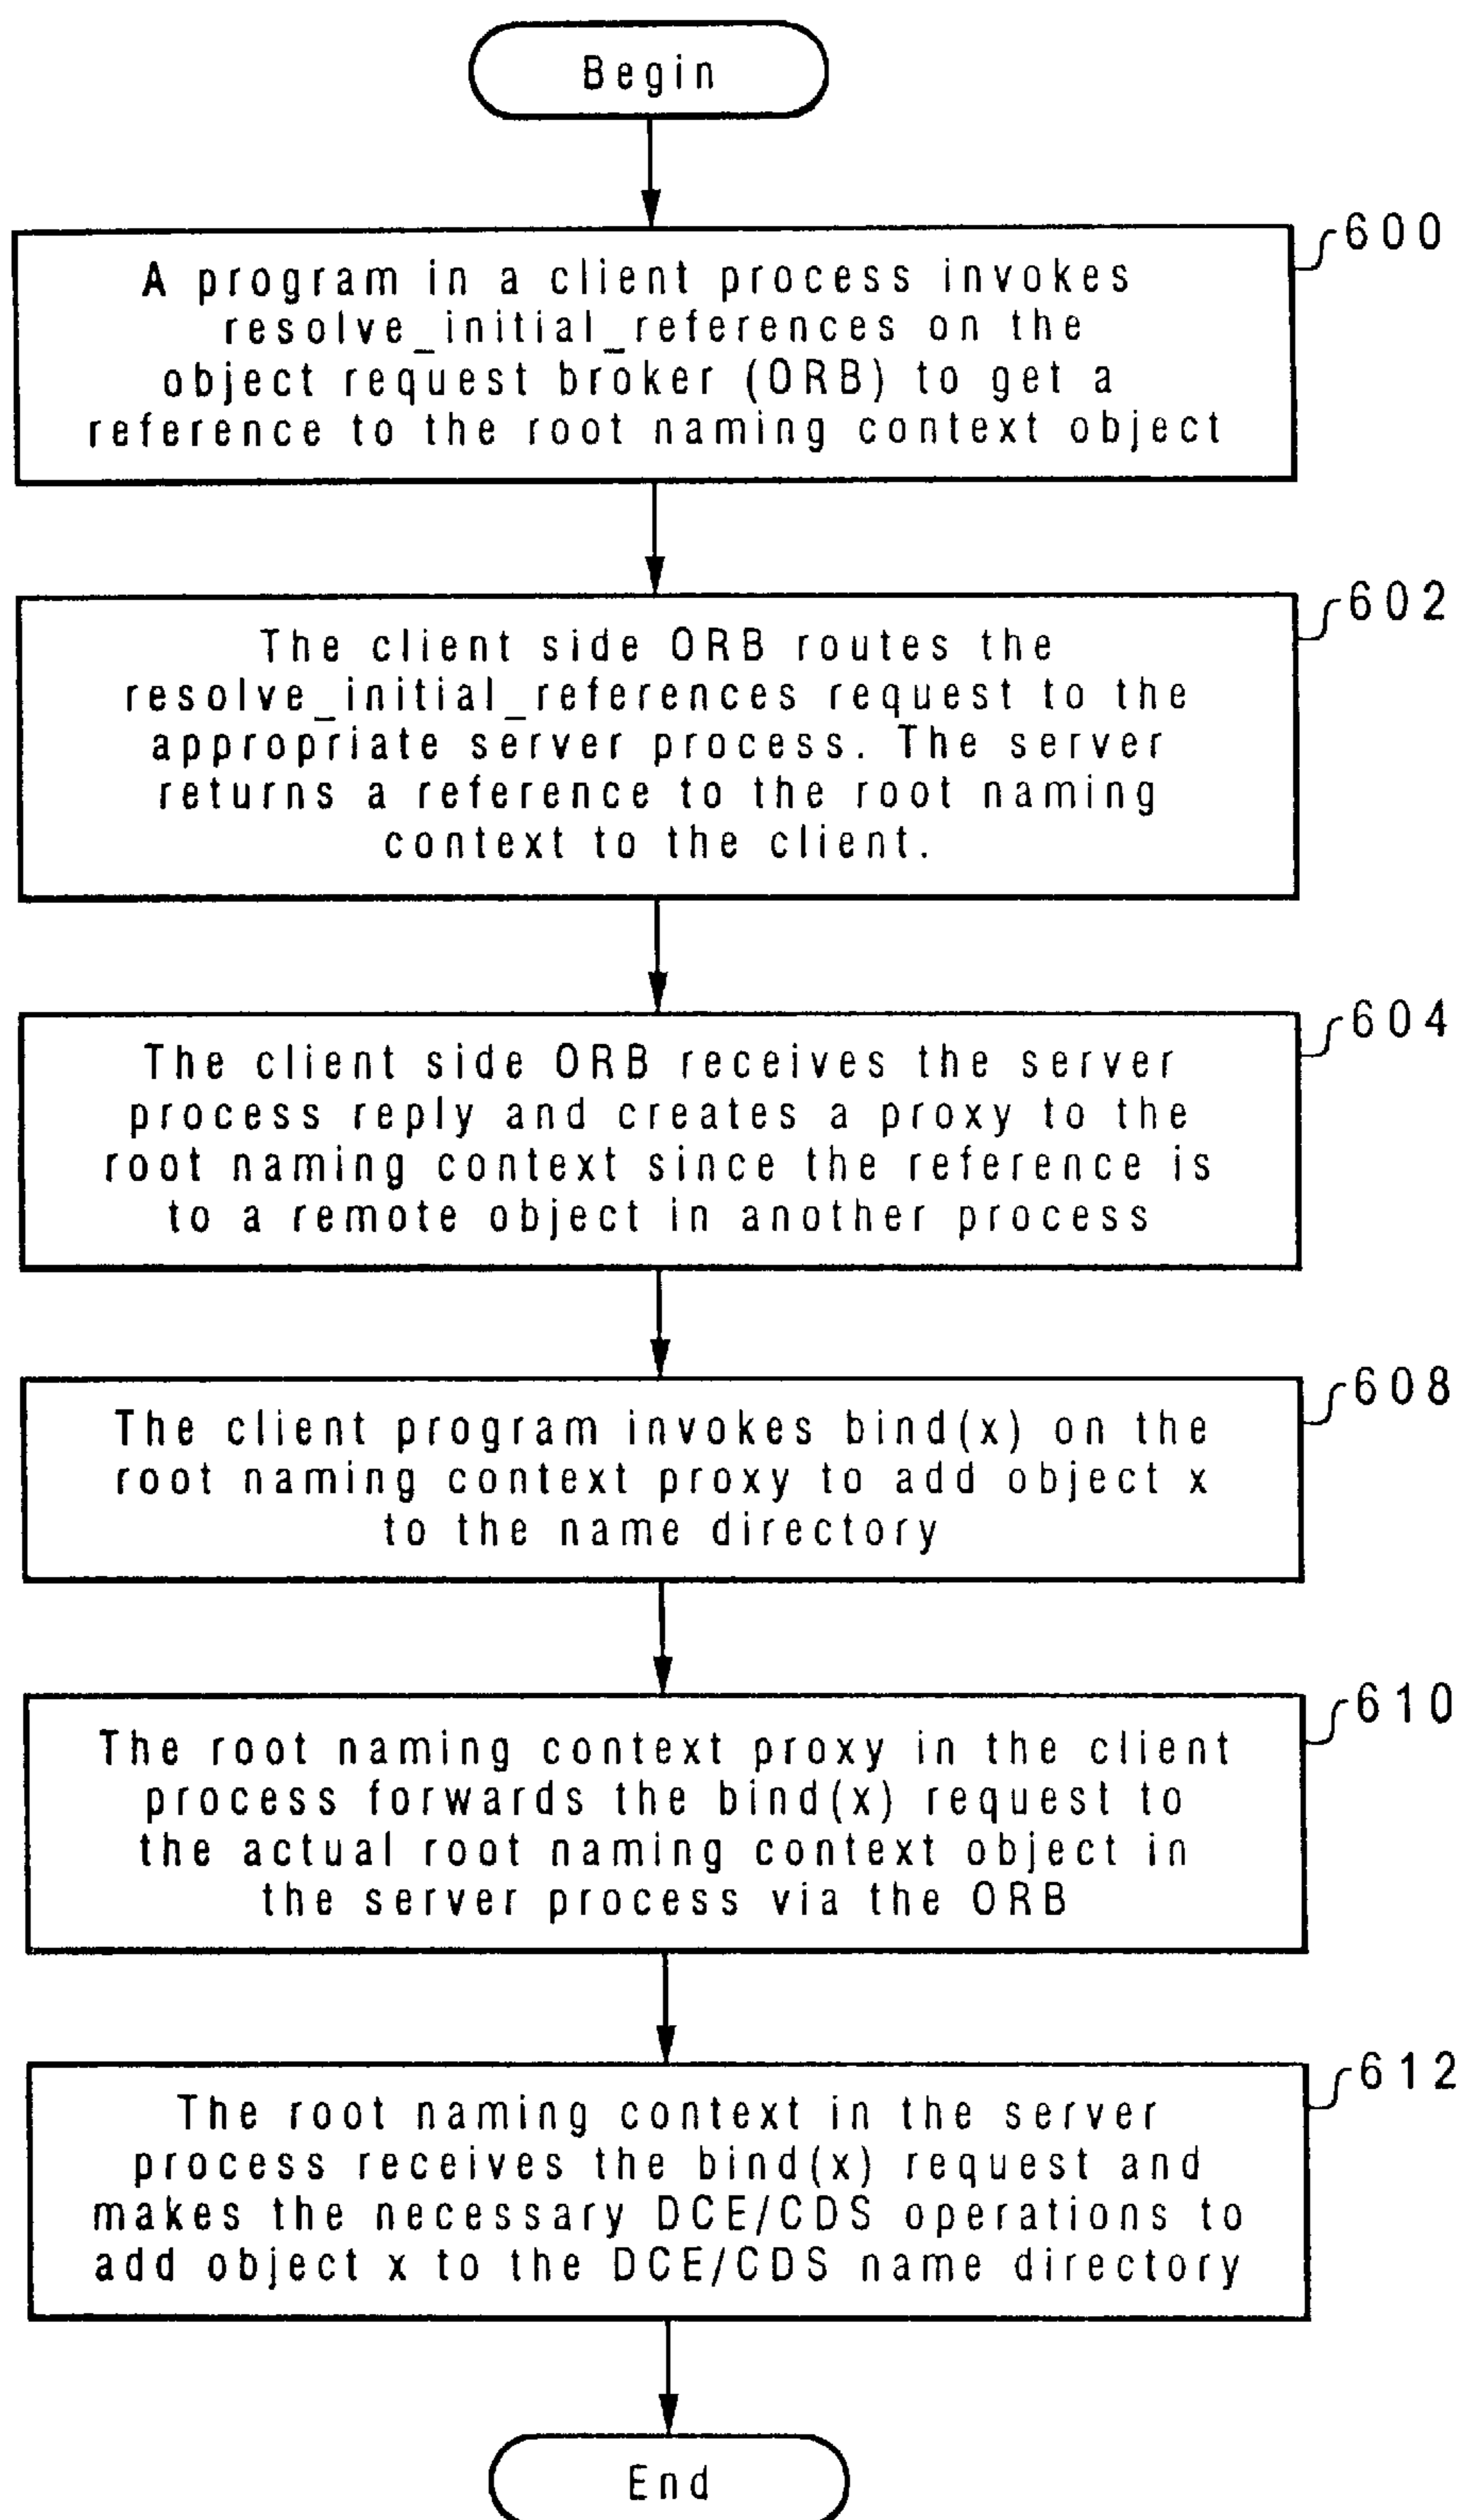 Begin
600
A program in a client process invokes
resolve_initial_references on the
object request broker (ORB) to get a
reference to the root naming context object
602
The client side ORB routes the
resolve_initial_references request to the
appropriate server process. The server
returns a reference to the root naming
context to the client.
604
The client side ORB receives the server
process reply and creates a proxy to the
root naming context since the reference is
to a remote object in another process
608
The client program invokes bind(x) on the
root naming context proxy to add object x
to the name directory
610
The root naming context proxy in the client
process forwards the bind(x) request to
the actual root naming context object in
the server process via the ORB
612
The root naming context in the server
process receives the bind(x) request and
makes the necessary DCE/CDS operations to
add object x to the DCE/CDS name directory
End